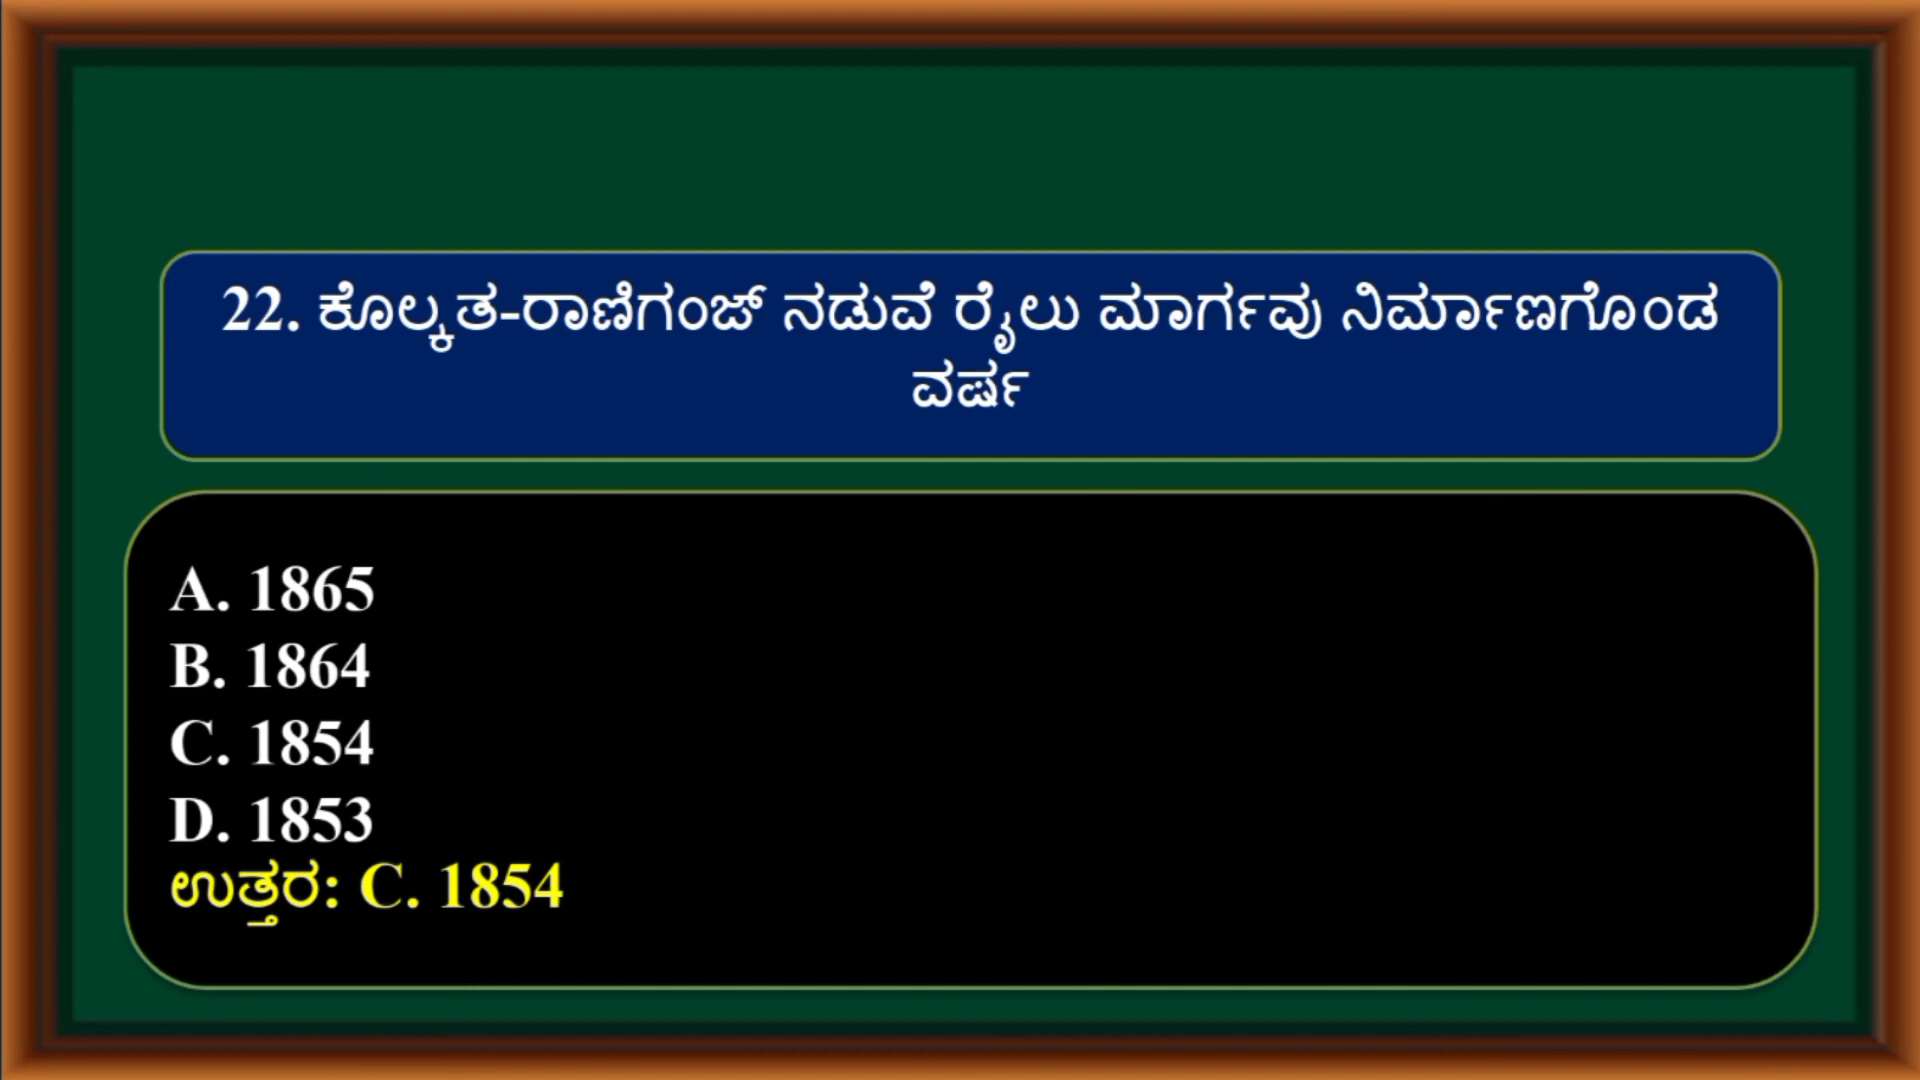 22. ಕೊಲ್ಕತ-ರಾಣಿಗಂಜ್ ನಡುವೆ ರೈಲು ಮಾರ್ಗವು ನಿರ್ಮಾಣಗೊಂಡ
ವರ್ಷ
A. 1865
B. 1864
C. 1854
D. 1853
ಉತ್ತರ: C. 1854